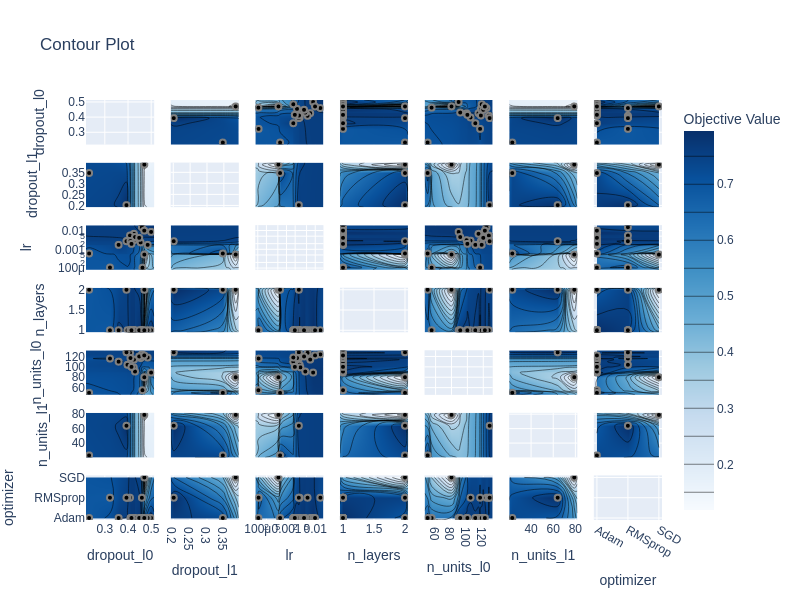 Contour Plot
Objective Value
0.7
0.6
0.5
0.4
0.3
0.2
dropout_l0
0.5
0.4
0.3
dropout_l1
0.35
0.3
0.25
0.2
lr
0.01
0.001
100μ
n_layers
2
1.5
1
n_units_l0
120
100
80
60
n_units_l1
80
60
40
optimizer
SGD
RMSprop
Adam
0.3 0.4 0.5
0.2 0.25 0.3 0.35
100μ 0.001 0.01
1 1.5 2
60 80 100 120
40 60 80
Adam RMSprop SGD
dropout_l0
dropout_l1
lr
n_layers
n_units_l0
n_units_l1
optimizer